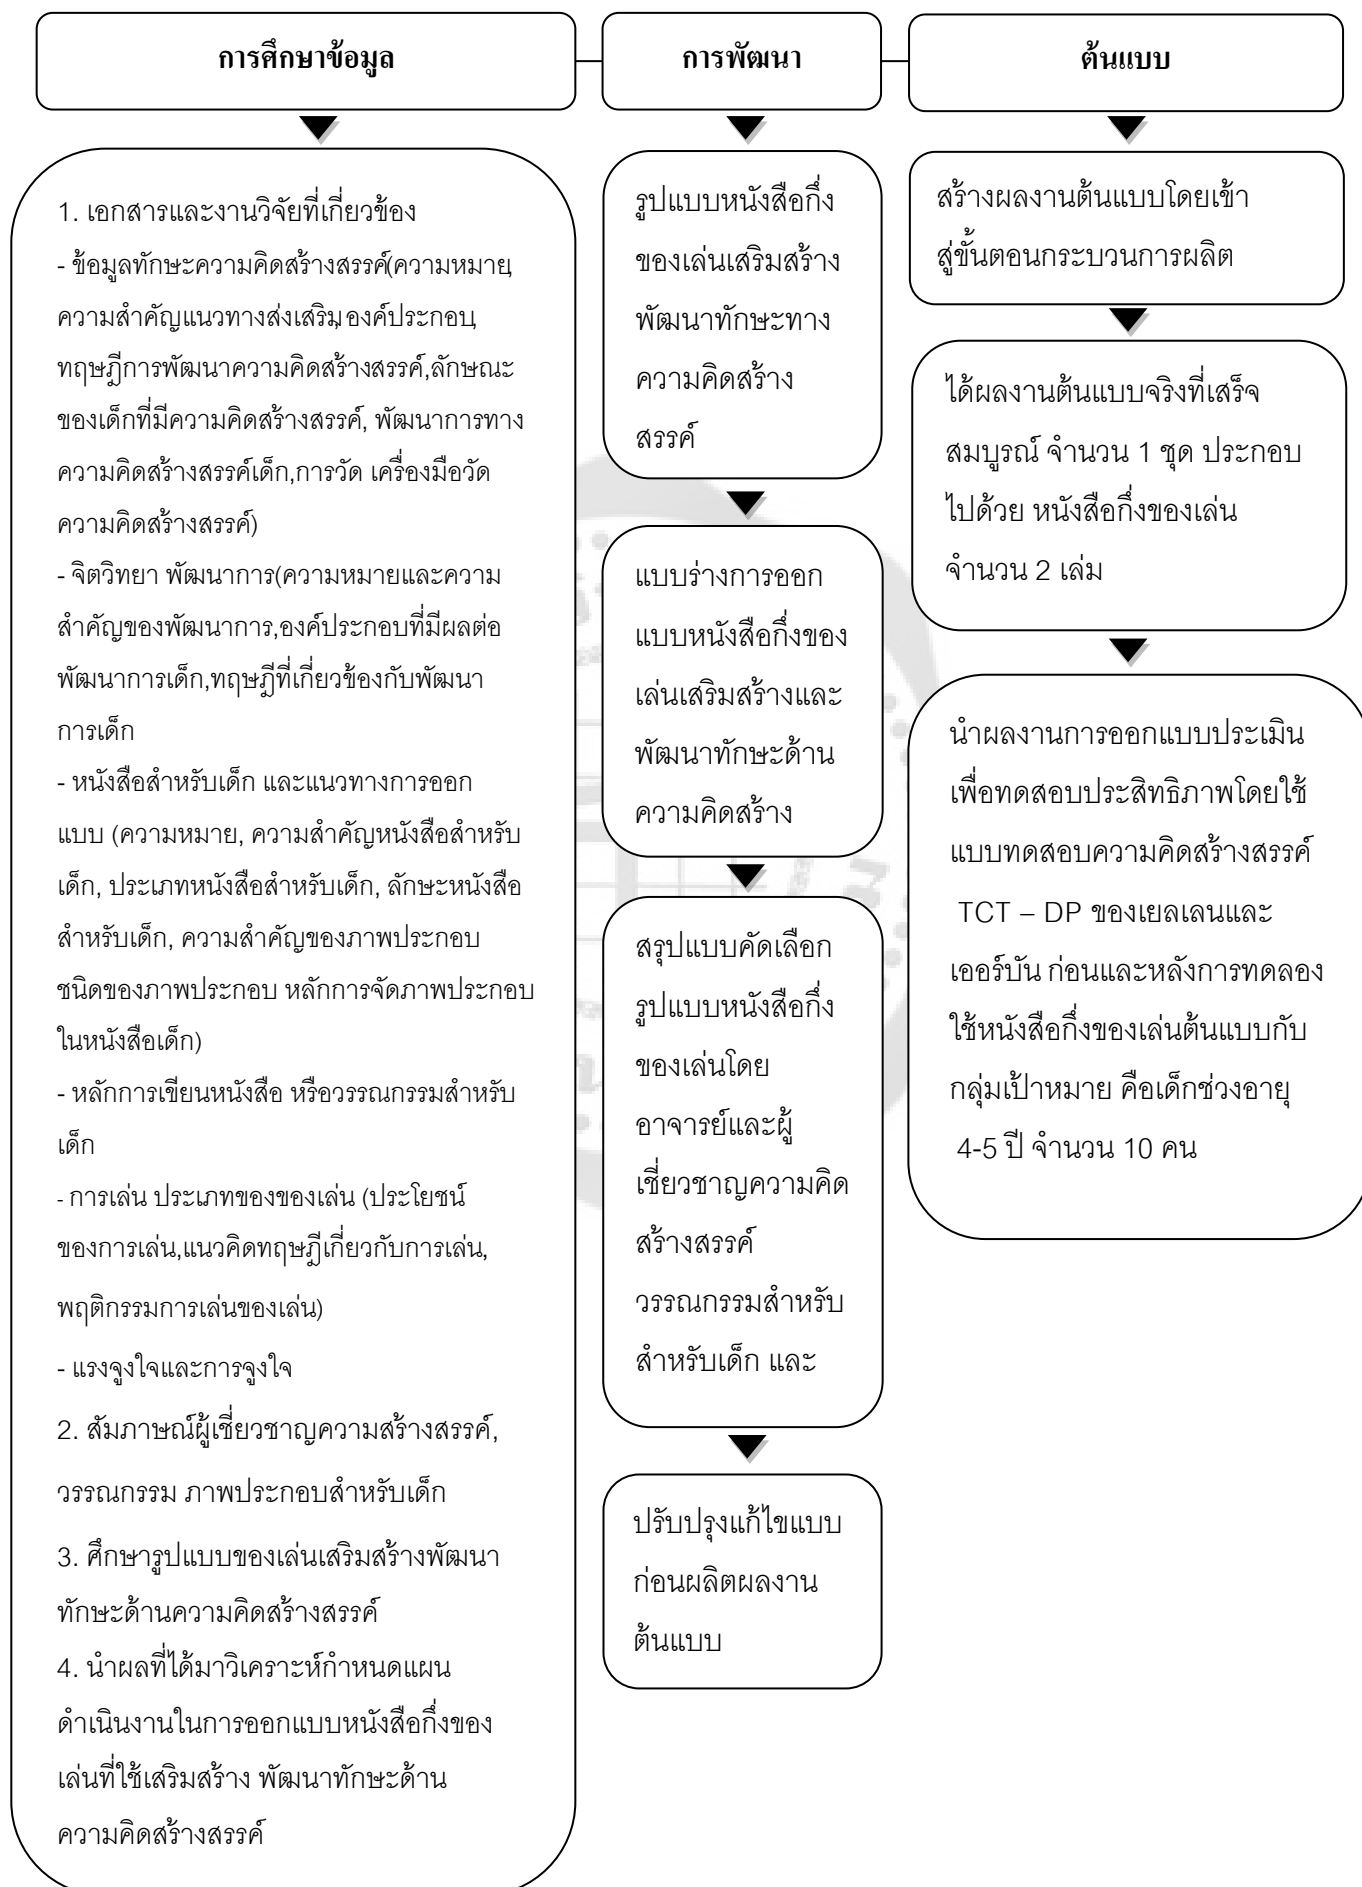 การศึกษาข้อมูล
การพัฒนา
ต้นแบบ
1. เอกสารและงานวิจัยที่เกี่ยวข้อง
- ข้อมูลทักษะความคิดสร้างสรรค์(ความหมาย,
ความสำคัญแนวทางส่งเสริม,องค์ประกอบ,
ทฤษฎีการพัฒนาความคิดสร้างสรรค์,ลักษณะ
ของเด็กที่มีความคิดสร้างสรรค์, พัฒนาการทาง
ความคิดสร้างสรรค์เด็ก,การวัด เครื่องมือวัด
ความคิดสร้างสรรค์)
- จิตวิทยา พัฒนาการ(ความหมายและความ
สำคัญของพัฒนาการ,องค์ประกอบที่มีผลต่อ
พัฒนาการเด็ก,ทฤษฎีที่เกี่ยวข้องกับพัฒนา
การเด็ก
- หนังสือสำหรับเด็ก และแนวทางการออก
แบบ (ความหมาย, ความสำคัญหนังสือสำหรับ
เด็ก, ประเภทหนังสือสำหรับเด็ก, ลักษะหนังสือ
สำหรับเด็ก, ความสำคัญของภาพประกอบ
ชนิดของภาพประกอบ หลักการจัดภาพประกอบ
ในหนังสือเด็ก)
- หลักการเขียนหนังสือ หรือวรรณกรรมสำหรับ
เด็ก
- การเล่น ประเภทของของเล่น (ประโยชน์
ของการเล่น,แนวคิดทฤษฎีเกี่ยวกับการเล่น,
พฤติกรรมการเล่นของเล่น)
- แรงจูงใจและการจูงใจ
2. สัมภาษณ์ผู้เชี่ยวชาญความสร้างสรรค์,
วรรณกรรม ภาพประกอบสำหรับเด็ก
3. ศึกษารูปแบบของเล่นเสริมสร้างพัฒนา
ทักษะด้านความคิดสร้างสรรค์
4. นำผลที่ได้มาวิเคราะห์กำหนดแผน
ดำเนินงานในการออกแบบหนังสือกึ่งของ
เล่นที่ใช้เสริมสร้าง พัฒนาทักษะด้าน
ความคิดสร้างสรรค์
รูปแบบหนังสือกึ่ง
ของเล่นเสริมสร้าง
พัฒนาทักษะทาง
ความคิดสร้าง
สรรค์
แบบร่างการออก
แบบหนังสือกึ่งของ
เล่นเสริมสร้างและ
พัฒนาทักษะด้าน
ความคิดสร้าง
สรุปแบบคัดเลือก
รูปแบบหนังสือกึ่ง
ของเล่นโดย
อาจารย์และผู้
เชี่ยวชาญความคิด
สร้างสรรค์
วรรณกรรมสำหรับ
สำหรับเด็ก และ
ปรับปรุงแก้ไขแบบ
ก่อนผลิตผลงาน
ต้นแบบ
สร้างผลงานต้นแบบโดยเข้า
สู่ขั้นตอนกระบวนการผลิต
ได้ผลงานต้นแบบจริงที่เสร็จ
สมบูรณ์ จำนวน 1 ชุด ประกอบ
ไปด้วย หนังสือกึ่งของเล่น
จำนวน 2 เล่ม
นำผลงานการออกแบบประเมิน
เพื่อทดสอบประสิทธิภาพโดยใช้
แบบทดสอบความคิดสร้างสรรค์
TCT – DP ของเยลเลนและ
เออร์บัน ก่อนและหลังการทดลอง
ใช้หนังสือกึ่งของเล่นต้นแบบกับ
กลุ่มเป้าหมาย คือเด็กช่วงอายุ
4-5 ปี จำนวน 10 คน